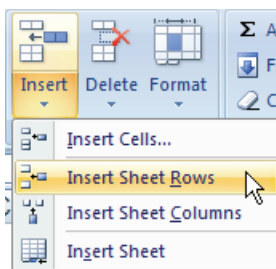 Σ A
Insert Delete Format
F
C
Insert Cells...
Insert Sheet Rows
Insert Sheet Columns
Insert Sheet